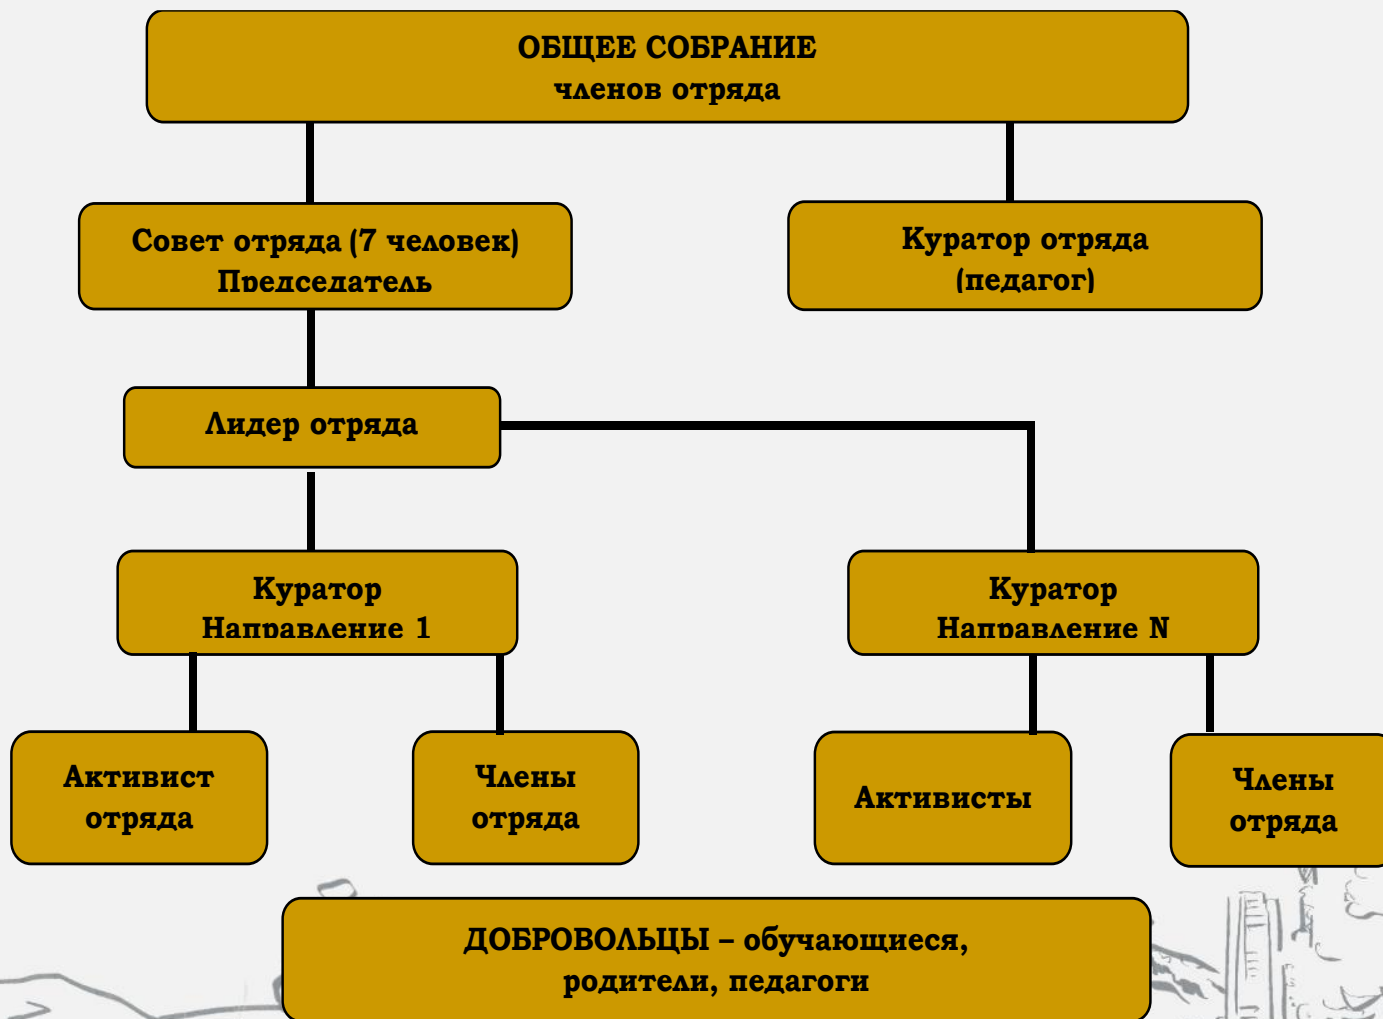 ОБЩЕЕ СОБРАНИЕ
членов отряда
Совет отряда (7 человек)
Председатель
Куратор отряда
(педагог)
Лидер отряда
Куратор
Направление 1
Куратор
Направление N
Активист
отряда
Члены
отряда
Активисты
Члены
отряда
ДОБРОВОЛЬЦЫ – обучающиеся,
родители, педагоги